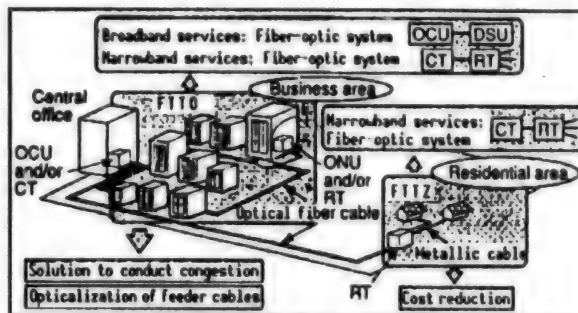 Broadband services: Fiber-optic system OCU DSU
Narrowband services: Fiber-optic system CT RT
Business area
Central office
FTTO
Narrowband services: fiber-optic system CT RT
OCU and/or CT
ONU and/or RT
Residential area
FTTZ
Optical fiber cable
Metallic cable
RT
Solution to conduct congestion
Opticalization of feeder cables
Cost reduction